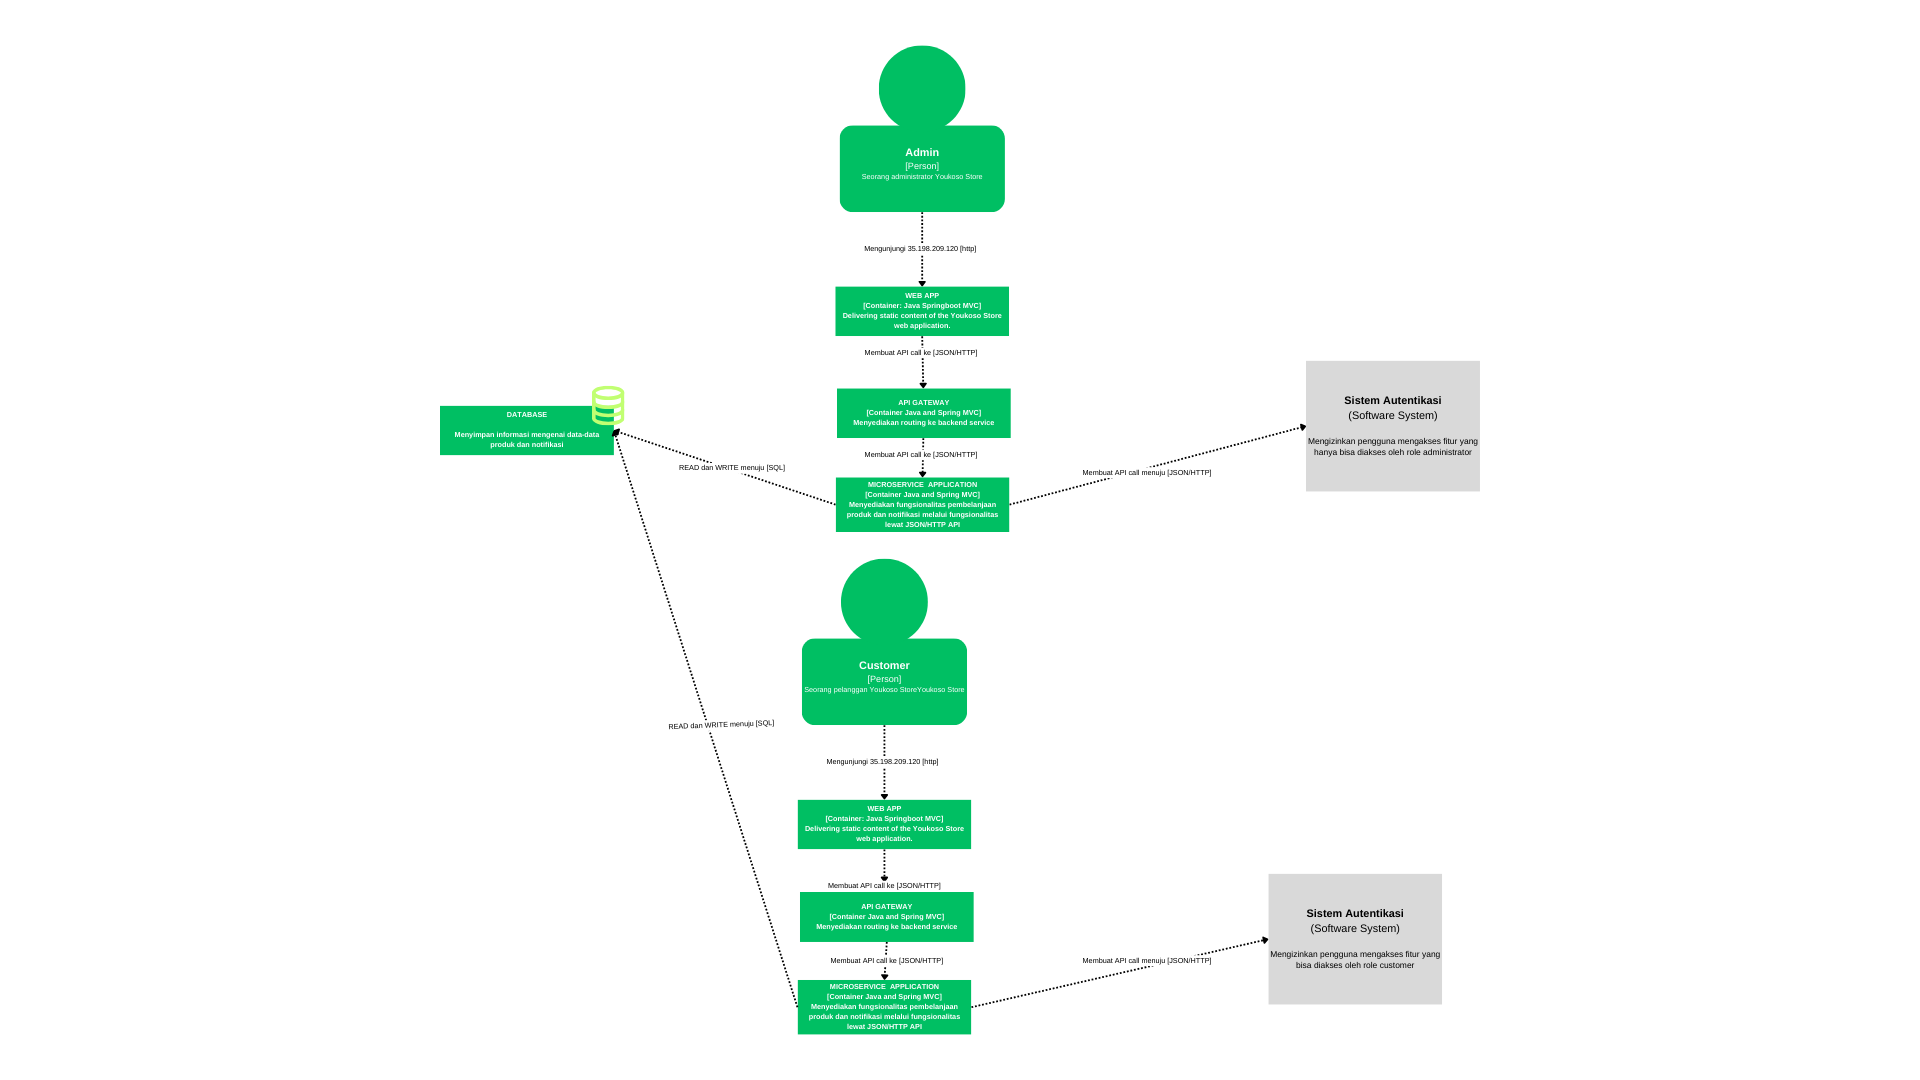 Admin
[Person]
Seorang administrator Youkoso Store
Mengunjungi 35.198.209.120 [http]
WEB APP
[Container: Java Springboot MVC]
Delivering static content of the Youkoso Store
web application.
Membuat API call ke [JSON/HTTP]
API GATEWAY
[Container Java and Spring MVC]
Menyediakan routing ke backend service
Membuat API call ke [JSON/HTTP]
MICROSERVICE APPLICATION
[Container Java and Spring MVC]
Menyediakan fungsionalitas pembelanjaan
produk dan notifikasi melalui fungsionalitas
lewat JSON/HTTP API
DATABASE
Menyimpan informasi mengenai data-data
produk dan notifikasi
READ dan WRITE menuju [SQL]
Membuat API call menuju [JSON/HTTP]
Sistem Autentikasi
(Software System)
Mengizinkan pengguna mengakses fitur yang
hanya bisa diakses oleh role administrator
Customer
[Person]
Seorang pelanggan Youkoso StoreYoukoso Store
READ dan WRITE menuju [SQL]
Mengunjungi 35.198.209.120 [http]
WEB APP
[Container: Java Springboot MVC]
Delivering static content of the Youkoso Store
web application.
Membuat API call ke [JSON/HTTP]
API GATEWAY
[Container Java and Spring MVC]
Menyediakan routing ke backend service
Membuat API call ke [JSON/HTTP]
MICROSERVICE APPLICATION
[Container Java and Spring MVC]
Menyediakan fungsionalitas pembelanjaan
produk dan notifikasi melalui fungsionalitas
lewat JSON/HTTP API
Membuat API call menuju [JSON/HTTP]
Sistem Autentikasi
(Software System)
Mengizinkan pengguna mengakses fitur yang
bisa diakses oleh role customer